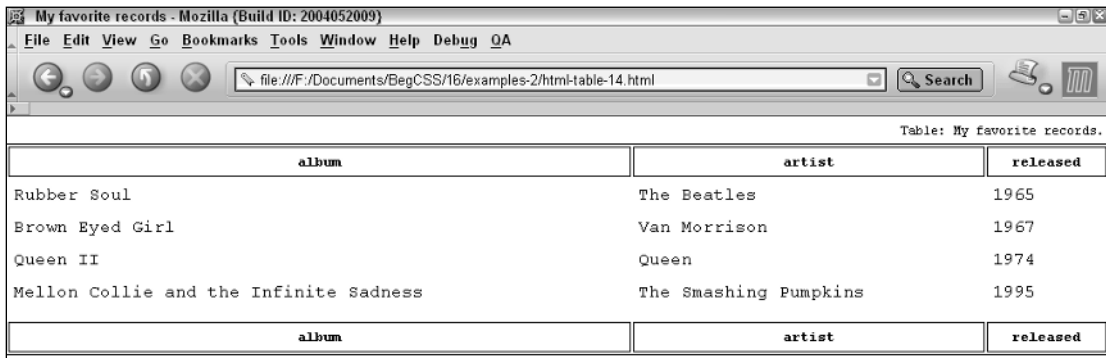 My favorite records - Mozilla {Build ID: 2004052009}
File Edit View Go Bookmarks Tools Window Help Debug QA
file:///F:/Documents/BegCSS/16/examples-2/html-table-14.html Search
Table: My favorite records.
album artist released
Rubber Soul The Beatles 1965
Brown Eyed Girl Van Morrison 1967
Queen II Queen 1974
Mellon Collie and the Infinite Sadness The Smashing Pumpkins 1995
album artist released